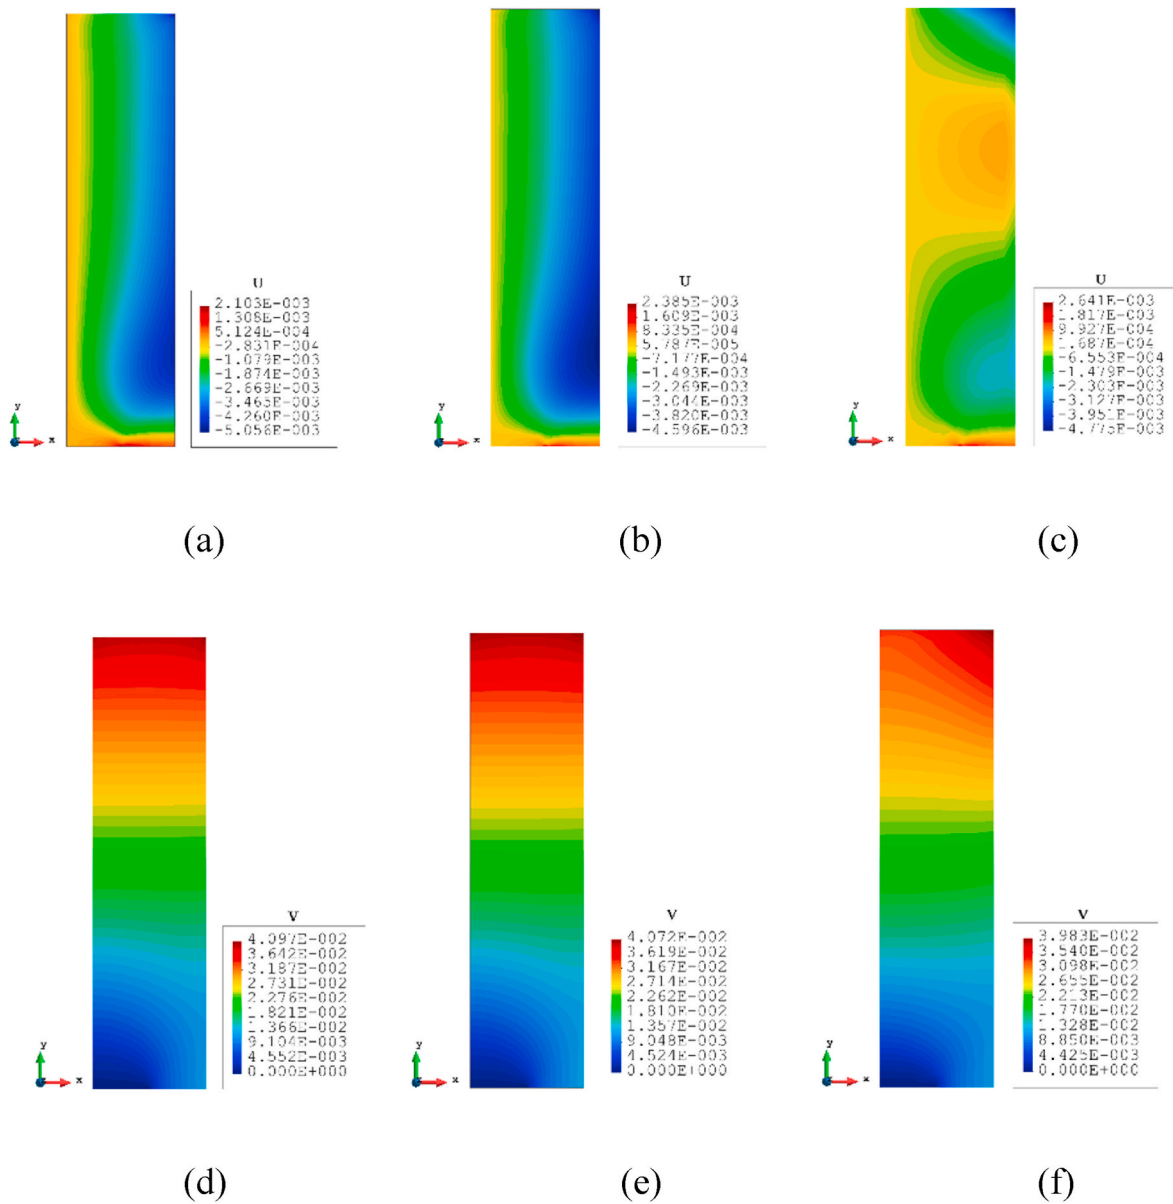 U
2.103E-003
1.308E-003
5.124E-004
-2.831E-004
-1.079E-003
-1.874E-003
-2.669E-003
-3.465E-003
-4.260E-003
-5.056E-003
y
x
(a)
U
2.385E-003
1.609E-003
8.335E-004
5.787E-005
-7.177E-004
-1.493E-003
-2.269E-003
-3.044E-003
-3.820E-003
-4.596E-003
y
x
(b)
U
2.641E-003
1.817E-003
9.927E-004
1.687E-004
-6.553E-004
-1.479E-003
-2.303E-003
-3.127E-003
-3.951E-003
-4.775E-003
y
x
(c)
V
4.097E-002
3.642E-002
3.187E-002
2.731E-002
2.276E-002
1.821E-002
1.366E-002
9.104E-003
4.552E-003
0.000E+000
y
x
(d)
V
4.072E-002
3.619E-002
3.167E-002
2.714E-002
2.262E-002
1.810E-002
1.357E-002
9.048E-003
4.524E-003
0.000E+000
y
x
(e)
V
3.983E-002
3.540E-002
3.098E-002
2.655E-002
2.213E-002
1.770E-002
1.328E-002
8.850E-003
4.425E-003
0.000E+000
y
x
(f)